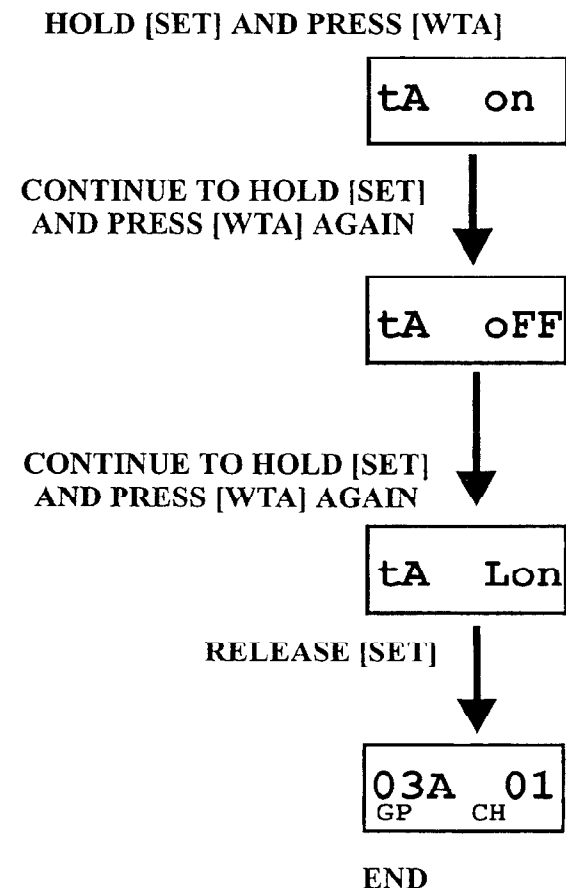 HOLD [SET] AND PRESS [WTA]
tA on
CONTINUE TO HOLD [SET]
AND PRESS [WTA] AGAIN
tA oFF
CONTINUE TO HOLD [SET]
AND PRESS [WTA] AGAIN
tA Lon
RELEASE [SET]
03A 01
GP CH
END